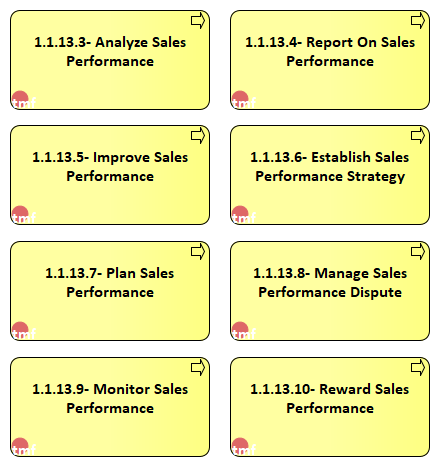 1.1.13.3- Analyze Sales
Performance
tmf
1.1.13.4- Report On Sales
Performance
tmf
1.1.13.5- Improve Sales
Performance
tmf
1.1.13.6- Establish Sales
Performance Strategy
tmf
1.1.13.7- Plan Sales
Performance
tmf
1.1.13.8- Manage Sales
Performance Dispute
tmf
1.1.13.9- Monitor Sales
Performance
tmf
1.1.13.10- Reward Sales
Performance
tmf